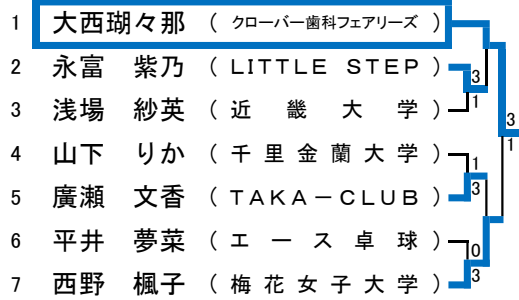 1 大西瑚々那 ( クローバー歯科フェアリーズ )
2 永富 紫乃 ( LITTLE STEP )
3
3 浅場 紗英 ( 近畿大学 )
1
3
1
4 山下 りか ( 千里金蘭大学 )
1
5 廣瀬 文香 ( TAKA－CLUB )
3
6 平井 夢菜 ( エース卓球 )
0
7 西野 楓子 ( 梅花女子大学 )
3